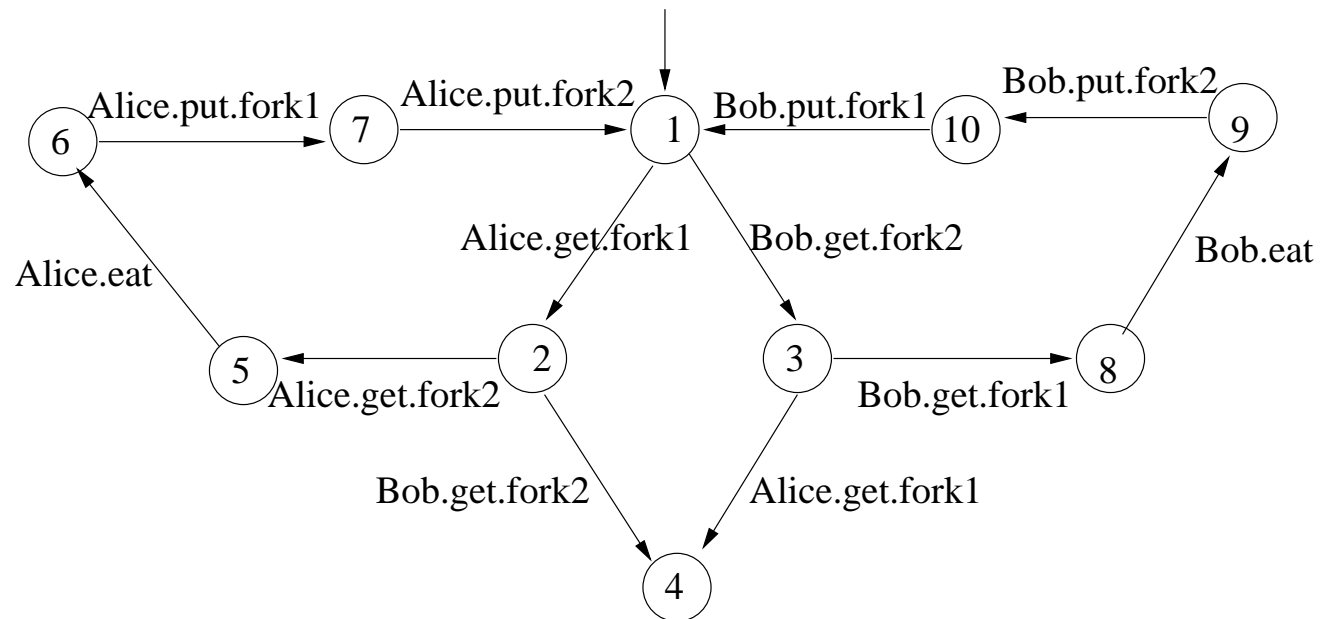 Alice.put.fork1
Alice.put.fork2
Bob.put.fork1
Bob.put.fork2
6
7
1
10
9
Alice.get.fork1
Bob.get.fork2
Alice.eat
Bob.eat
5
2
3
8
Alice.get.fork2
Bob.get.fork1
Bob.get.fork2
Alice.get.fork1
4